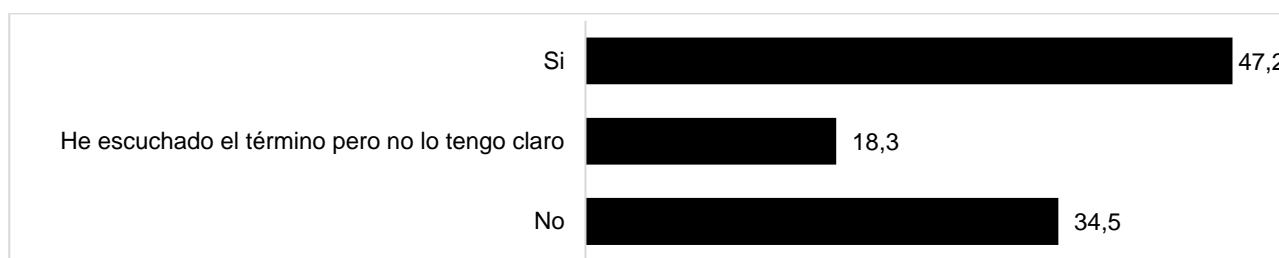 Si 47,2
He escuchado el término pero no lo tengo claro 18,3
No 34,5